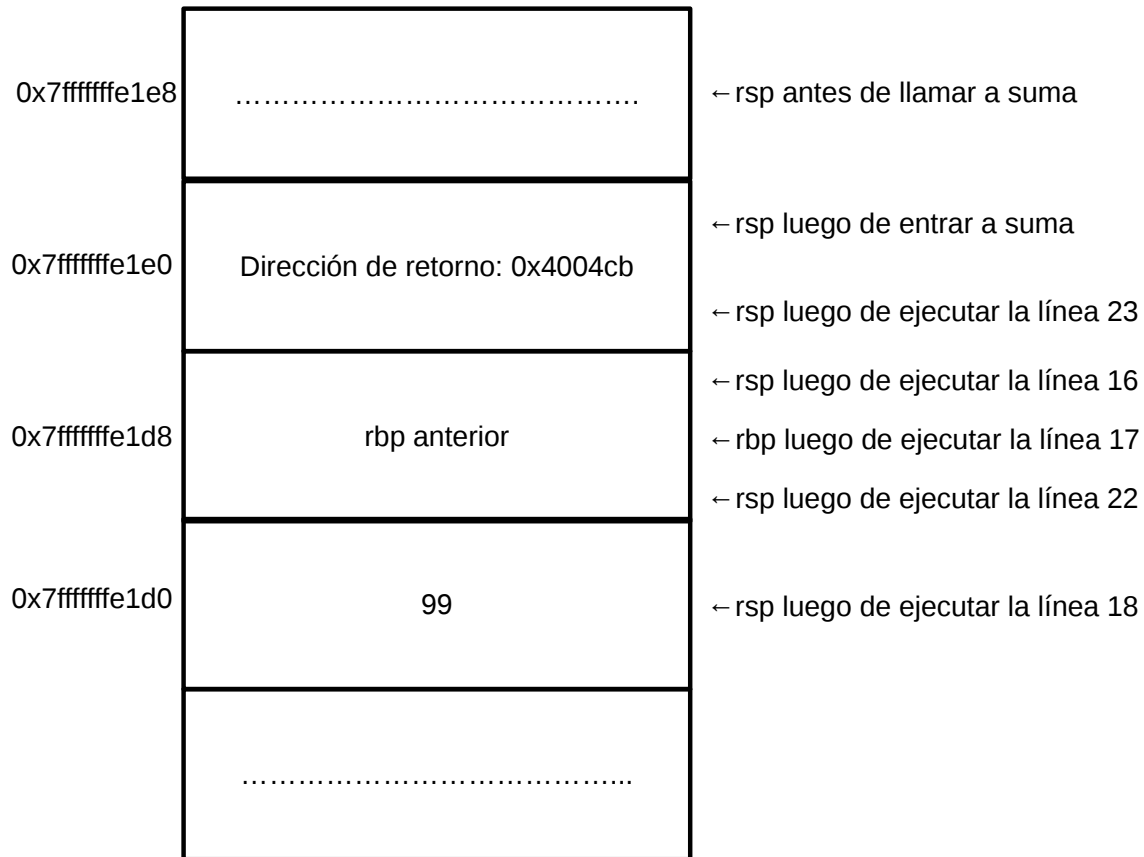 0x7fffffffe1e8 ……………………………………. ←rsp antes de llamar a suma
←rsp luego de entrar a suma
0x7fffffffe1e0 Dirección de retorno: 0x4004cb
←rsp luego de ejecutar la línea 23
←rsp luego de ejecutar la línea 16
0x7fffffffe1d8 rbp anterior ←rbp luego de ejecutar la línea 17
←rsp luego de ejecutar la línea 22
0x7fffffffe1d0 99 ←rsp luego de ejecutar la línea 18
…………………………………...